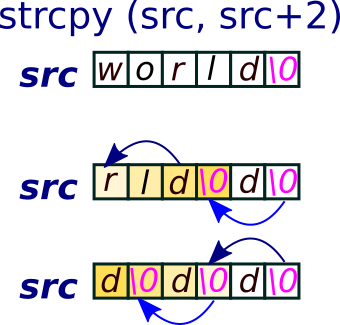 strcpy (src, src+2)
src w o r l d \0
src r l d \0 d \0
src d \0 d \0 d \0